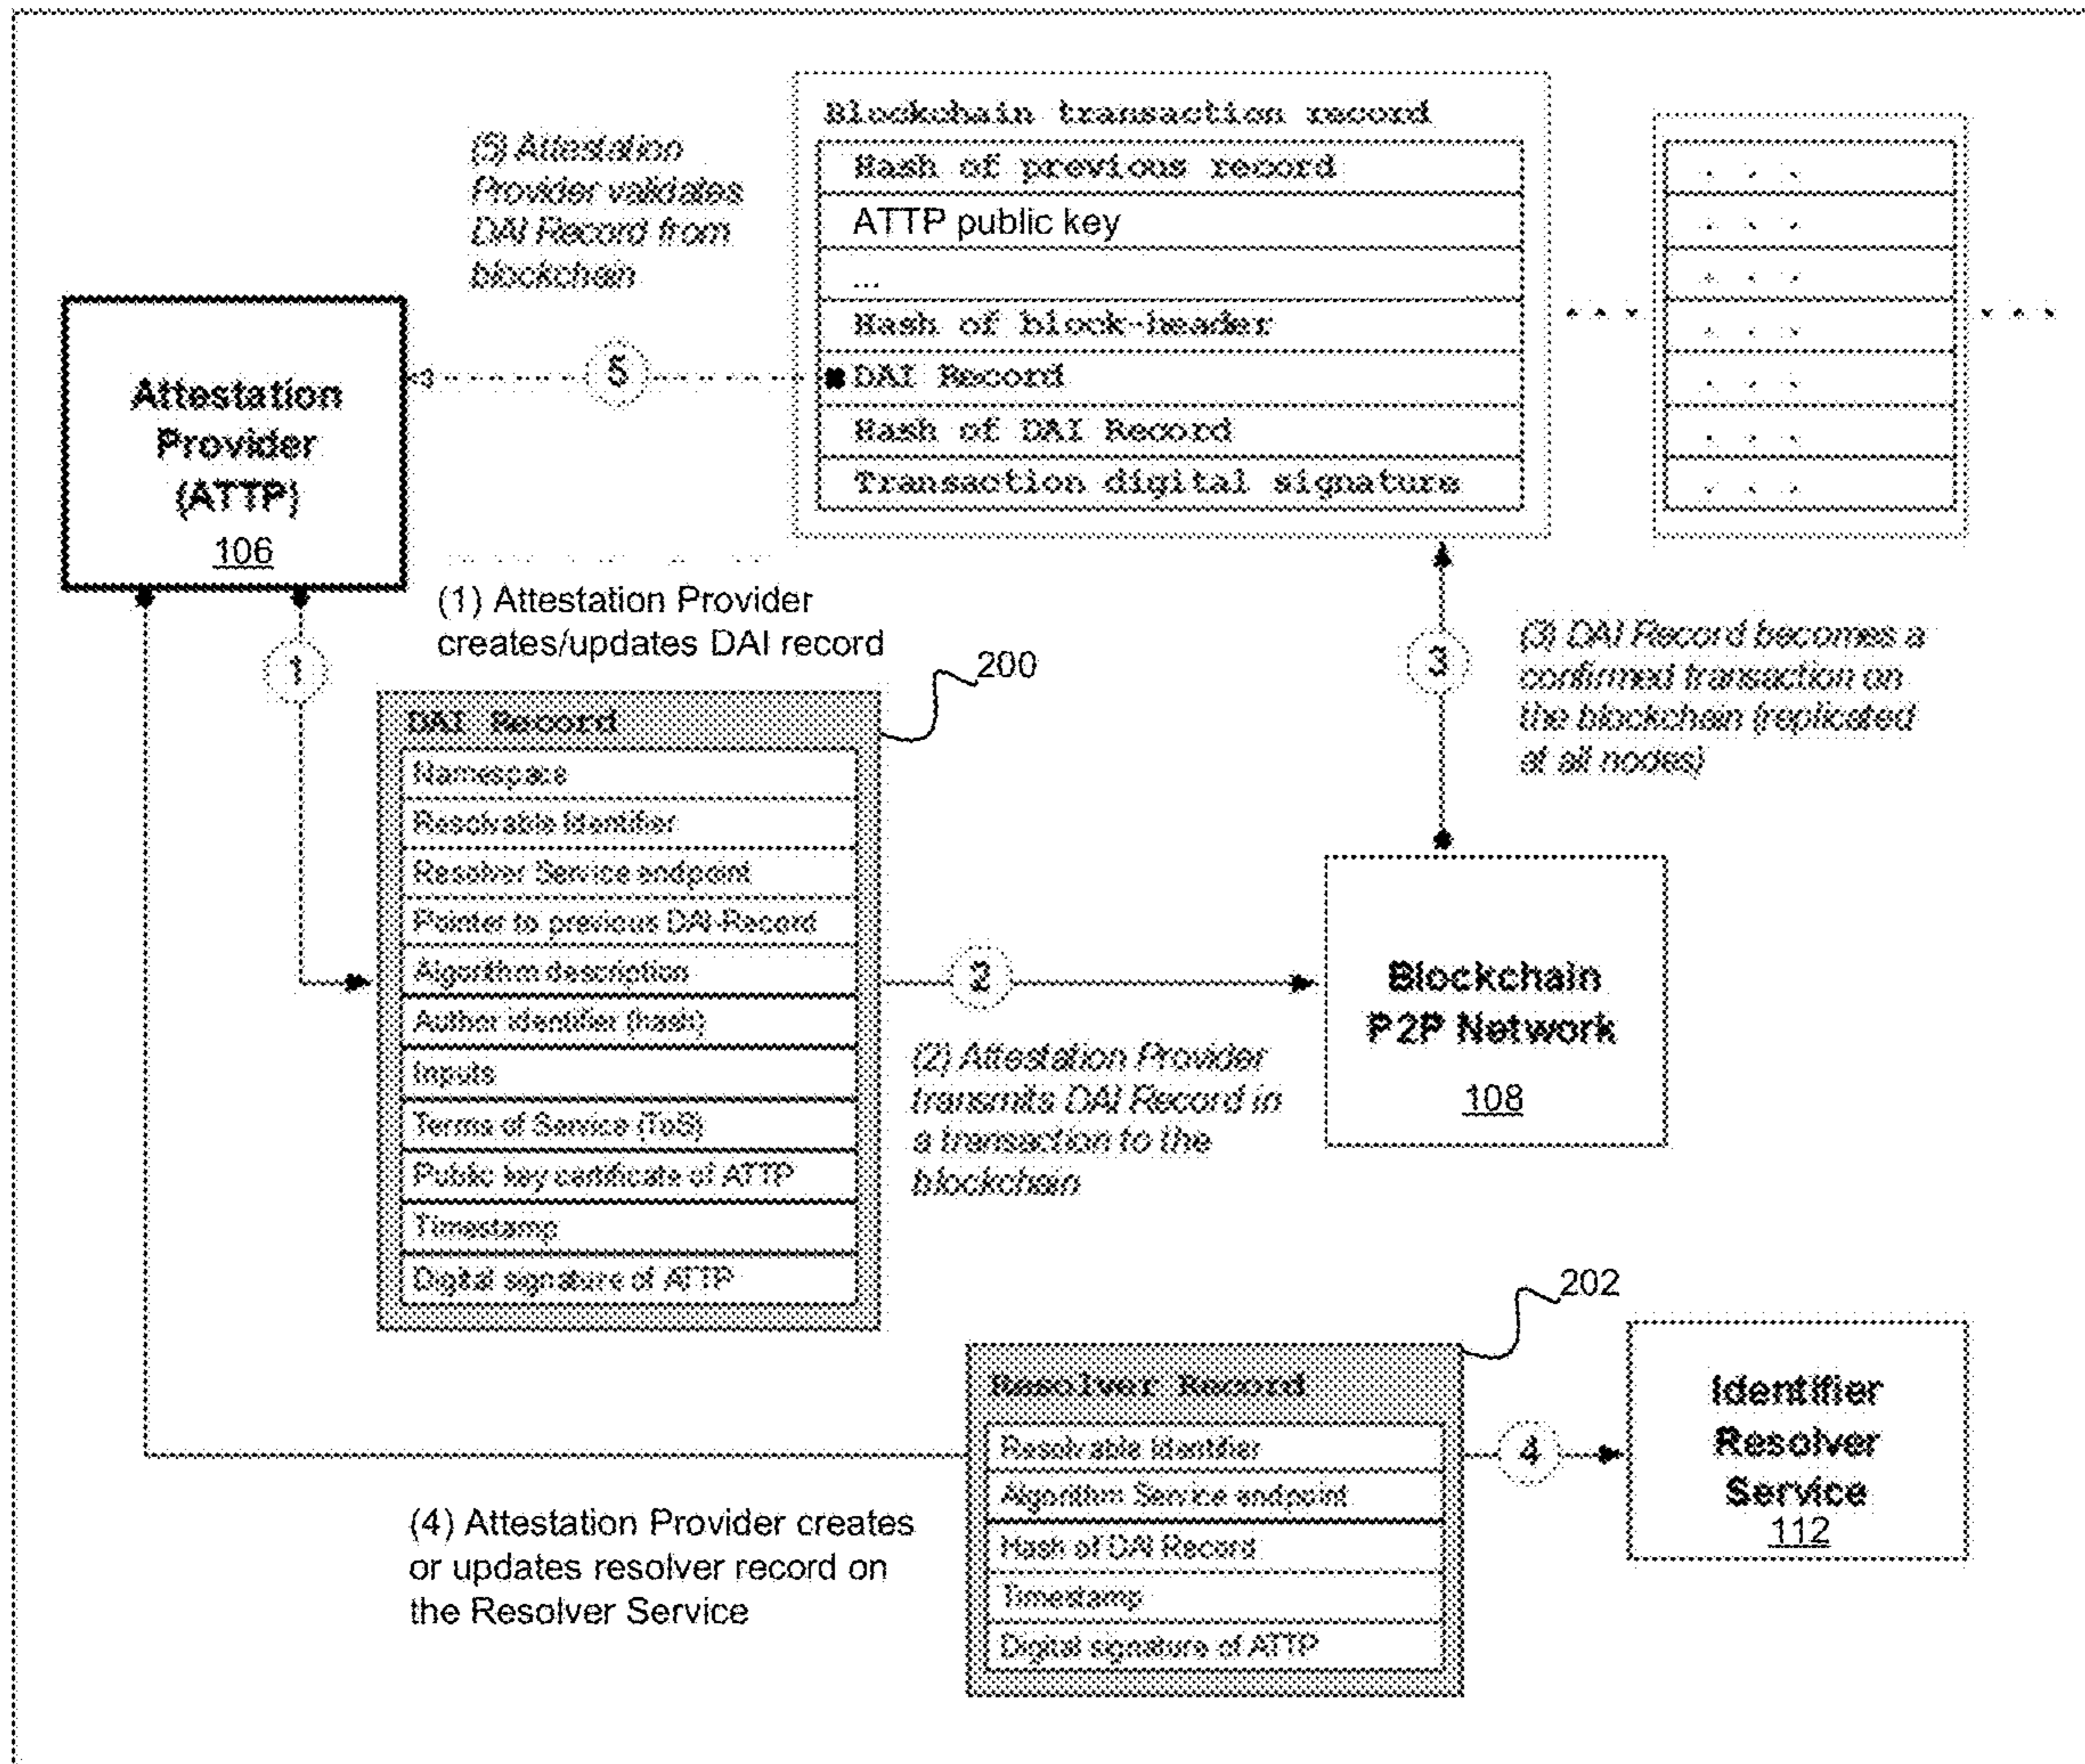 (5) Attestation
Provider validates
DAI Record from
blockchain
Blockchain transaction record
Hash of previous record
ATTP public key
...
Hash of block-header
DAI Record
Hash of DAI Record
Transaction digital signature
. . .
. . .
. . .
. . .
. . .
. . .
. . .
. . . .
. . . .
Attestation
Provider
(ATTP)
106
5
(1) Attestation Provider
creates/updates DAI record
1
200
3
(3) DAI Record becomes a
confirmed transaction on
the blockchain (replicated
at all nodes)
DAI Record
Namespace
Resolvable Identifier
Resolver Service endpoint
Pointer to previous DAI-Record
Algorithm description
Author identifier (hash)
Inputs
Terms of Service (ToS)
Public key certificate of ATTP
Timestamp
Digital signature of ATTP
2
(2) Attestation Provider
transmits DAI Record in
a transaction to the
blockchain
Blockchain
P2P Network
108
202
Resolver Record
Resolvable Identifier
Algorithm Service endpoint
Hash of DAI Record
Timestamp
Digital signature of ATTP
4
Identifier
Resolver
Service
112
(4) Attestation Provider creates
or updates resolver record on
the Resolver Service